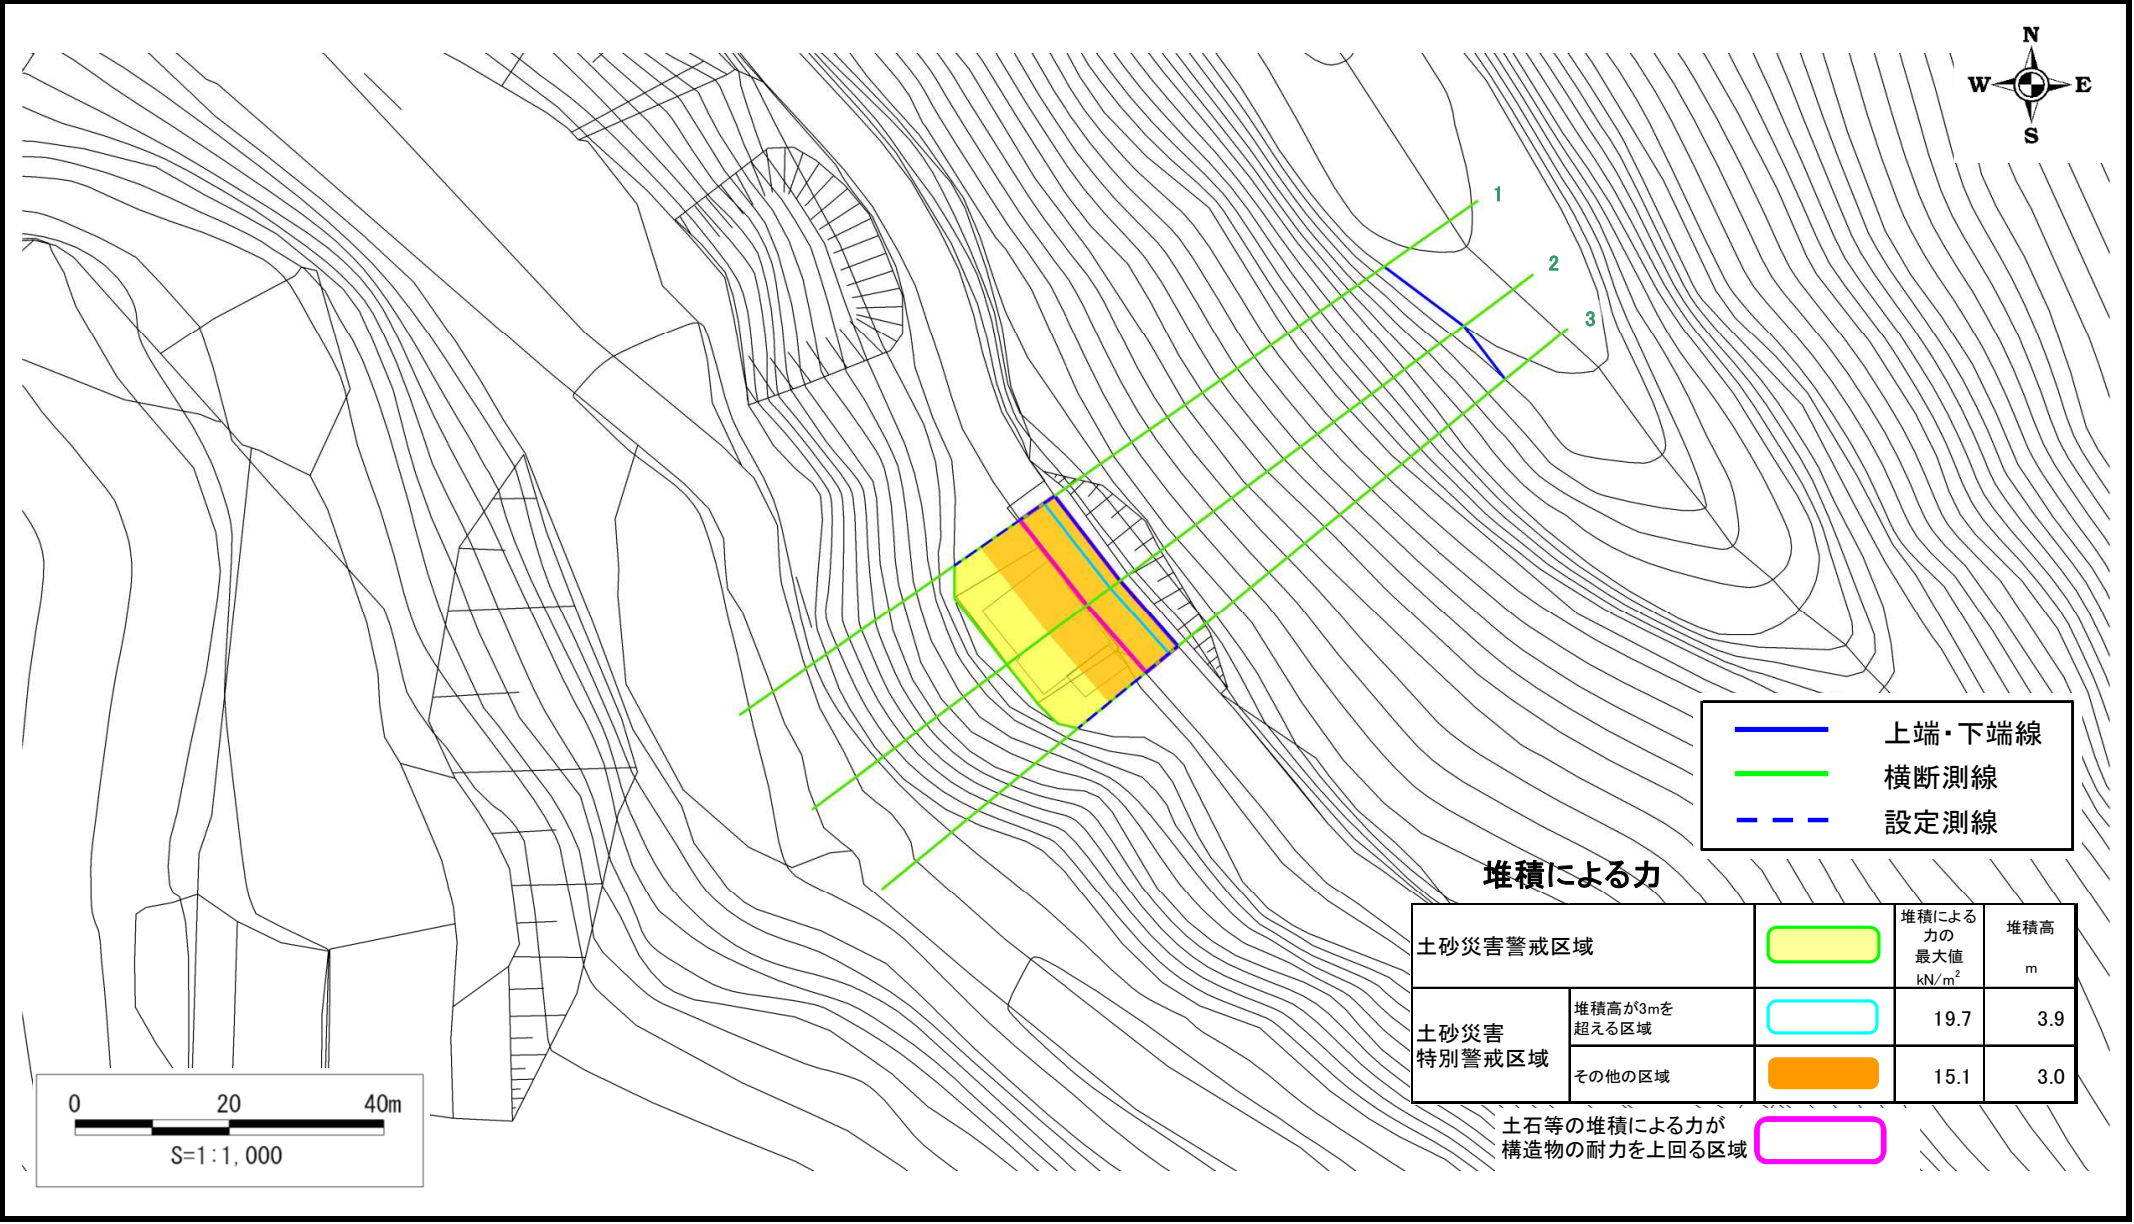 N
W E
S
1
2
3
上端・下端線
横断測線
設定測線
堆積による力
土砂災害警戒区域
堆積による
力の
最大値
kN/m²
堆積高
m
土砂災害
特別警戒区域
堆積高が3mを
超える区域
19.7
3.9
その他の区域
15.1
3.0
土石等の堆積による力が
構造物の耐力を上回る区域
0 20 40m
S=1:1,000